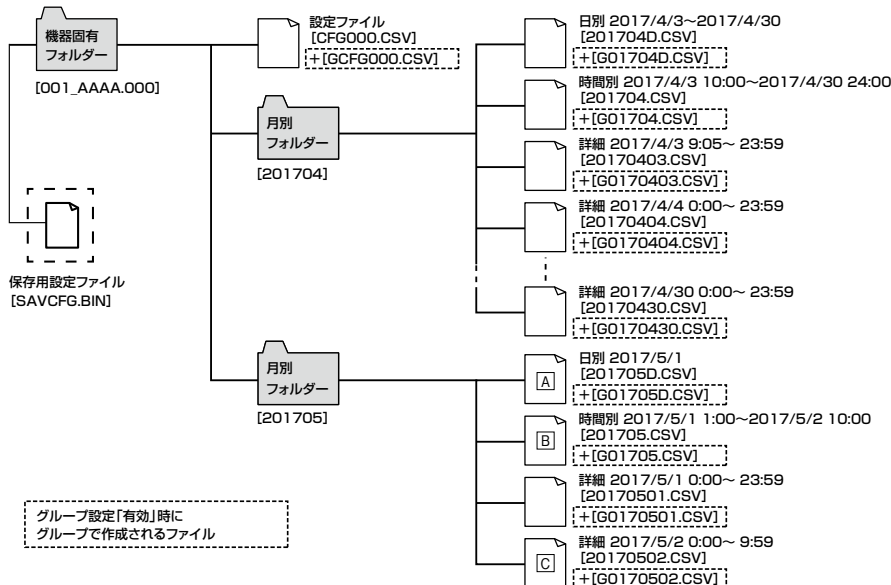 機器固有
フォルダー
[001_AAAA.000]
保存用設定ファイル
[SAVCFG.BIN]
設定ファイル
[CFG000.CSV]
+[GCFG000.CSV]
月別
フォルダー
[201704]
日別 2017/4/3～2017/4/30
[201704D.CSV]
+[G01704D.CSV]
時間別 2017/4/3 10:00～2017/4/30 24:00
[201704.CSV]
+[G01704.CSV]
詳細 2017/4/3 9:05～ 23:59
[20170403.CSV]
+[G0170403.CSV]
詳細 2017/4/4 0:00～ 23:59
[20170404.CSV]
+[G0170404.CSV]
詳細 2017/4/30 0:00～ 23:59
[20170430.CSV]
+[G0170430.CSV]
月別
フォルダー
[201705]
A
日別 2017/5/1
[201705D.CSV]
+[G01705D.CSV]
B
時間別 2017/5/1 1:00～2017/5/2 10:00
[201705.CSV]
+[G01705.CSV]
詳細 2017/5/1 0:00～ 23:59
[20170501.CSV]
+[G0170501.CSV]
C
詳細 2017/5/2 0:00～ 9:59
[20170502.CSV]
+[G0170502.CSV]
グループ設定「有効」時に
グループで作成されるファイル